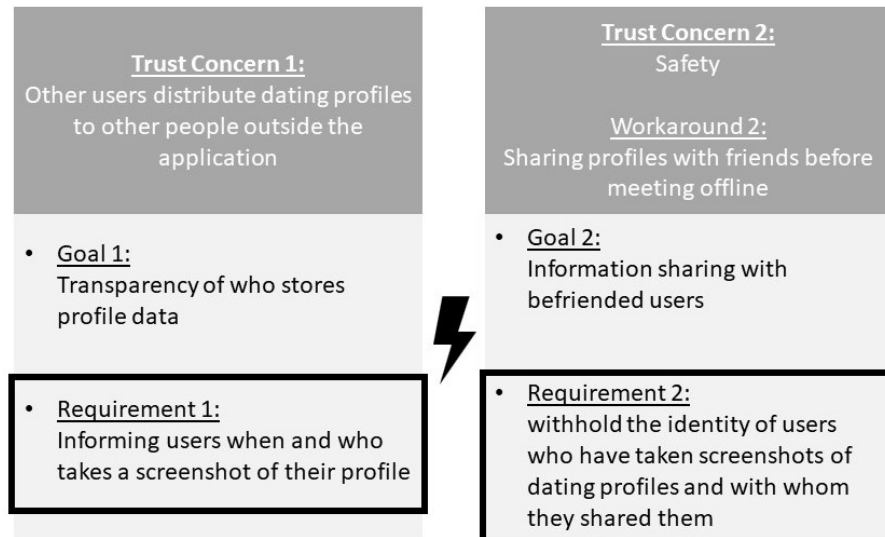 Trust Concern 1:
Other users distribute dating profiles
to other people outside the
application
• Goal 1:
Transparency of who stores
profile data
• Requirement 1:
Informing users when and who
takes a screenshot of their profile
Trust Concern 2:
Safety
Workaround 2:
Sharing profiles with friends before
meeting offline
• Goal 2:
Information sharing with
befriended users
• Requirement 2:
withhold the identity of users
who have taken screenshots of
dating profiles and with whom
they shared them